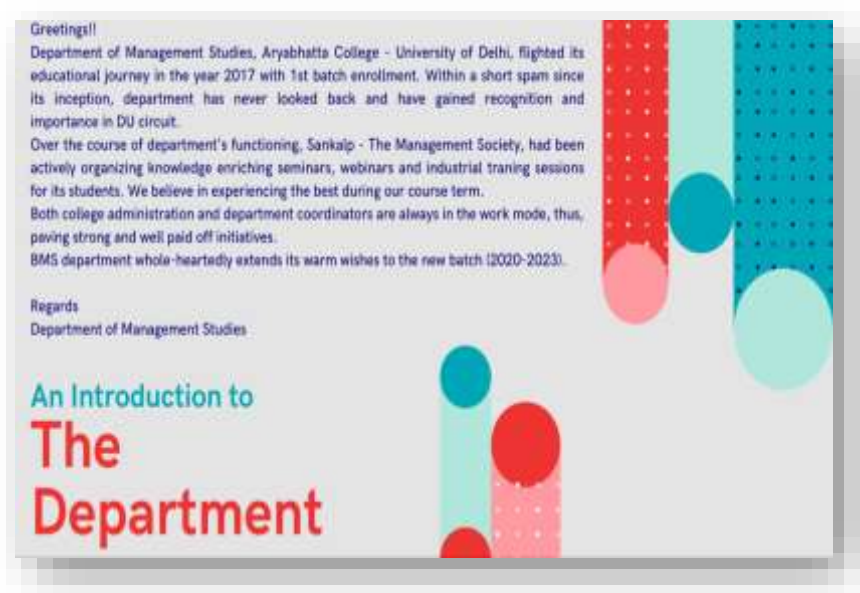 Greetings!!
Department of Management Studies, Aryabhatta College - University of Delhi, flighted its
educational journey in the year 2017 with 1st batch enrollment. Within a short spam since
its inception, department has never looked back and have gained recognition and
importance in DU circuit.
Over the course of department's functioning, Sankalp - The Management Society, had been
actively organizing knowledge enriching seminars, webinars and industrial traning sessions
for its students. We believe in experiencing the best during our course term.
Both college administration and department coordinators are always in the work mode, thus,
paving strong and well paid off initiatives.
BMS department whole-heartedly extends its warm wishes to the new batch (2020-2023).
Regards
Department of Management Studies
An Introduction to
The
Department